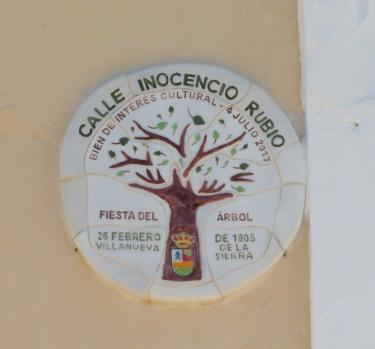 CALLE INOCENCIO RUBIO
BIEN DE INTERÉS CULTURAL - 4 JULIO 2017
FIESTA DEL ÁRBOL
26 FEBRERO DE 1805
VILLANUEVA DE LA SIERRA